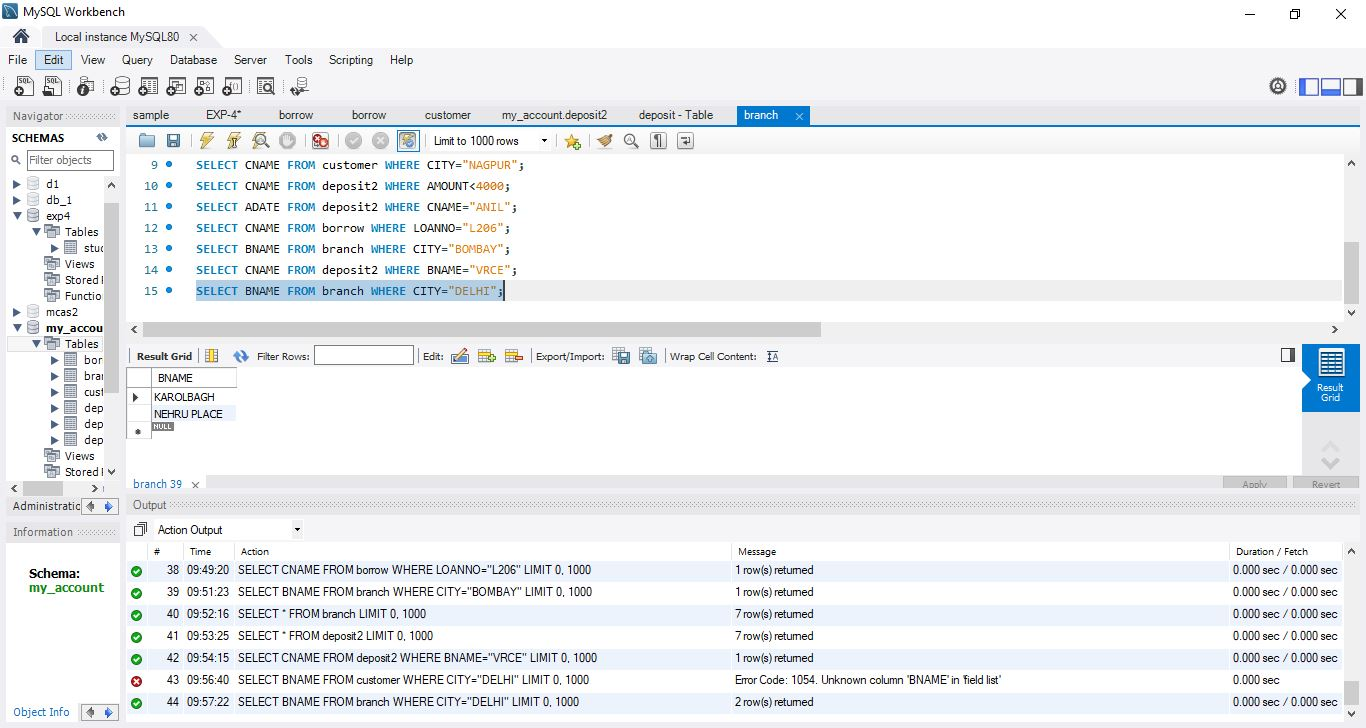 MySQL Workbench
Local instance MySQL80
File Edit View Query Database Server Tools Scripting Help
Navigator
SCHEMAS
Filter objects
d1
db_1
exp4
Tables
stuc
Views
Stored F
Functio
mcas2
my_accou
Tables
bor
bra
cust
dep
dep
dep
Views
Stored F
Administratic
Information
Schema:
my_account
Object Info
sample EXP-4* borrow borrow customer my_account.deposit2 deposit - Table branch
Limit to 1000 rows
9 SELECT CNAME FROM customer WHERE CITY="NAGPUR";
10 SELECT CNAME FROM deposit2 WHERE AMOUNT<4000;
11 SELECT ADATE FROM deposit2 WHERE CNAME="ANIL";
12 SELECT CNAME FROM borrow WHERE LOANNO="L206";
13 SELECT BNAME FROM branch WHERE CITY="BOMBAY";
14 SELECT CNAME FROM deposit2 WHERE BNAME="VRCE";
15 SELECT BNAME FROM branch WHERE CITY="DELHI";
Result Grid Filter Rows: Edit: Export/Import: Wrap Cell Content:
BNAME
KAROLBAGH
NEHRU PLACE
NULL
Result
Grid
branch 39
Apply Revert
Output
Action Output
# Time Action Message Duration / Fetch
38 09:49:20 SELECT CNAME FROM borrow WHERE LOANNO="L206" LIMIT 0, 1000 1 row(s) returned 0.000 sec / 0.000 sec
39 09:51:23 SELECT BNAME FROM branch WHERE CITY="BOMBAY" LIMIT 0, 1000 1 row(s) returned 0.000 sec / 0.000 sec
40 09:52:16 SELECT * FROM branch LIMIT 0, 1000 7 row(s) returned 0.000 sec / 0.000 sec
41 09:53:25 SELECT * FROM deposit2 LIMIT 0, 1000 7 row(s) returned 0.000 sec / 0.000 sec
42 09:54:15 SELECT CNAME FROM deposit2 WHERE BNAME="VRCE" LIMIT 0, 1000 1 row(s) returned 0.000 sec / 0.000 sec
43 09:56:40 SELECT BNAME FROM customer WHERE CITY="DELHI" LIMIT 0, 1000 Error Code: 1054. Unknown column 'BNAME' in 'field list' 0.000 sec
44 09:57:22 SELECT BNAME FROM branch WHERE CITY="DELHI" LIMIT 0, 1000 2 row(s) returned 0.000 sec / 0.000 sec